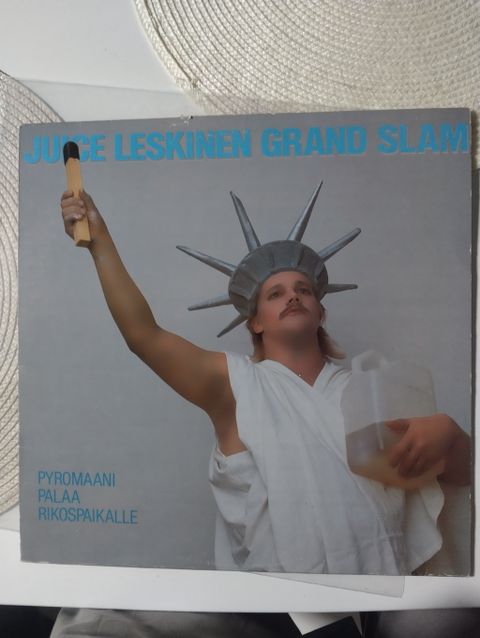 JUICE LESKINEN GRAND SLAM
PYROMAANI
PALAA
RIKOSPAIKALLE